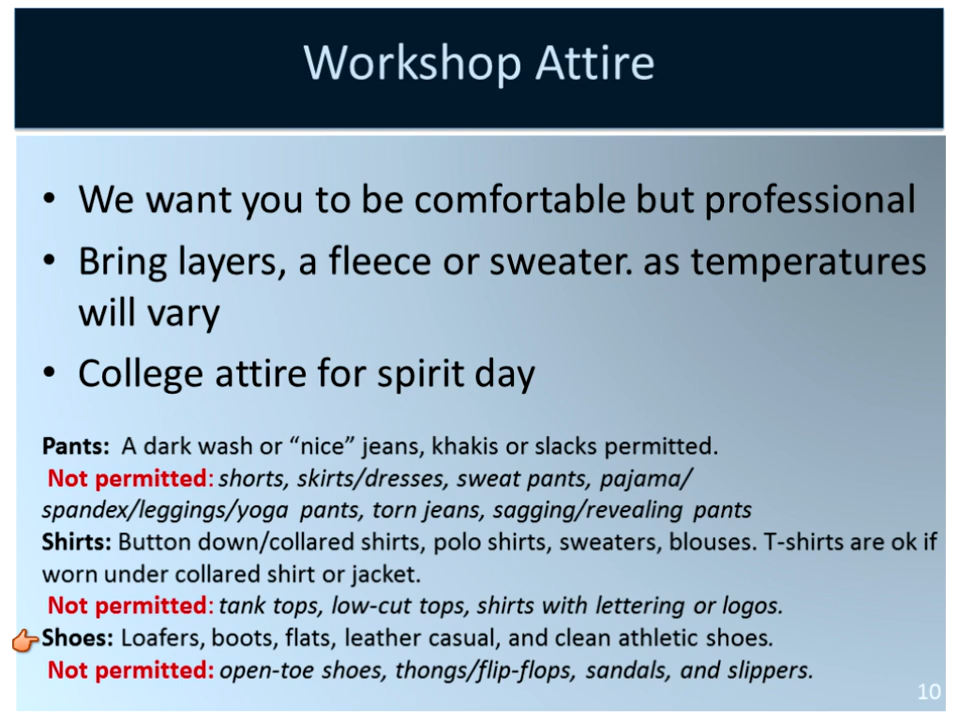 Workshop Attire
• We want you to be comfortable but professional
• Bring layers, a fleece or sweater. as temperatures
will vary
• College attire for spirit day
Pants: A dark wash or “nice” jeans, khakis or slacks permitted.
Not permitted: shorts, skirts/dresses, sweat pants, pajama/
spandex/leggings/yoga pants, torn jeans, sagging/revealing pants
Shirts: Button down/collared shirts, polo shirts, sweaters, blouses. T-shirts are ok if
worn under collared shirt or jacket.
Not permitted: tank tops, low-cut tops, shirts with lettering or logos.
Shoes: Loafers, boots, flats, leather casual, and clean athletic shoes.
Not permitted: open-toe shoes, thongs/flip-flops, sandals, and slippers.
10